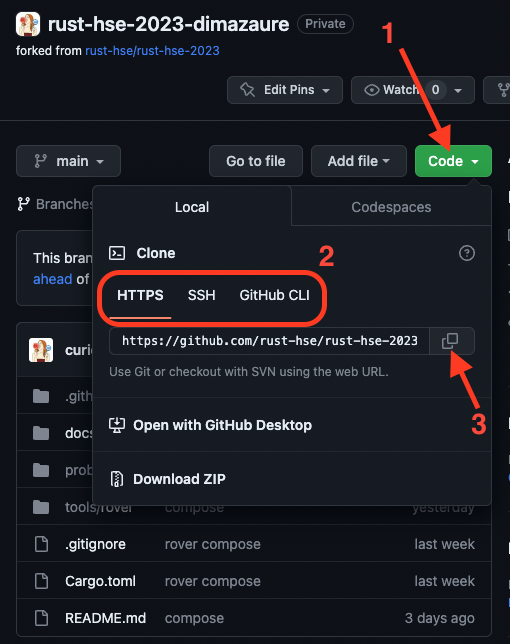 rust-hse-2023-dimazaure Private
forked from rust-hse/rust-hse-2023
1
Edit Pins
Watch 0
main
Go to file
Add file
Code
Branches
Local
Codespaces
This bran
ahead of
Clone
2
HTTPS
SSH
GitHub CLI
https://github.com/rust-hse/rust-hse-2023
Use Git or checkout with SVN using the web URL.
3
Open with GitHub Desktop
Download ZIP
curi
.gith
docs
prob
tools/rover compose yesterday
.gitignore rover compose last week
Cargo.toml rover compose last week
README.md compose 3 days ago